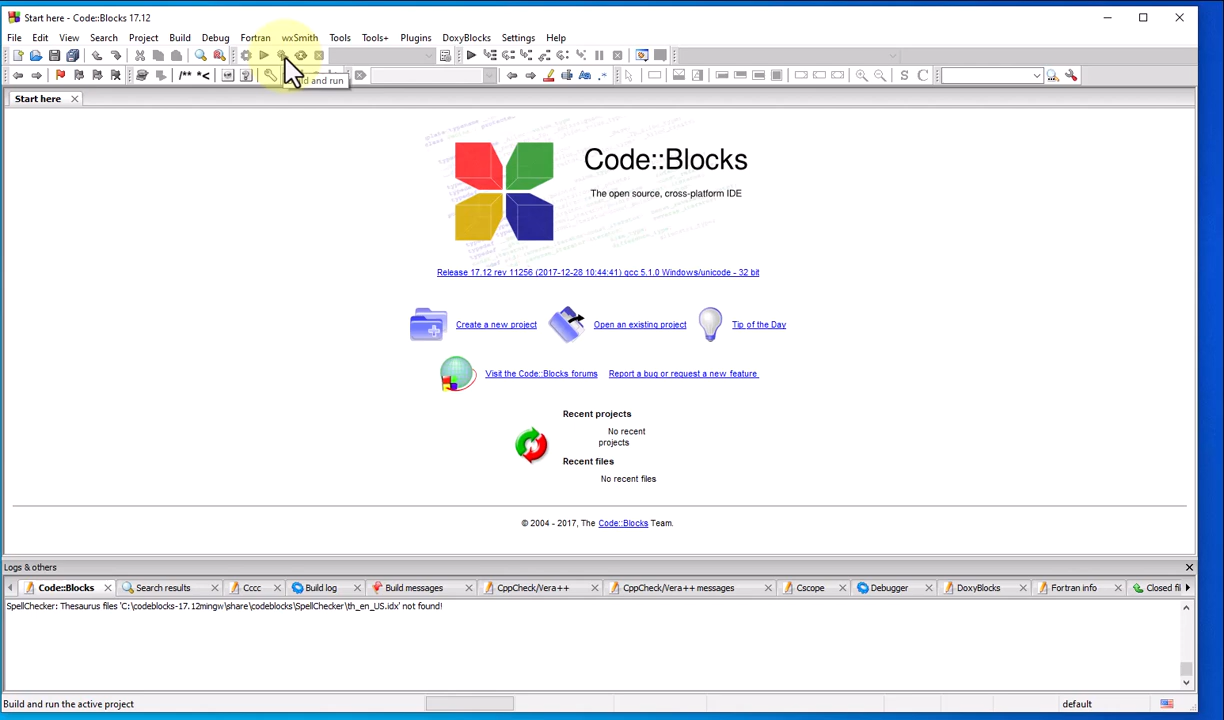 Start here - Code::Blocks 17.12
File Edit View Search Project Build Debug Fortran wxSmith Tools Tools+ Plugins DoxyBlocks Settings Help
/** *<
and run
Start here
Code::Blocks
The open source, cross-platform IDE
Release 17.12 rev 11256 (2017-12-28 10:44:41) gcc 5.1.0 Windows/unicode - 32 bit
Create a new project Open an existing project Tip of the Day
Visit the Code::Blocks forums Report a bug or request a new feature
Recent projects
No recent
projects
Recent files
No recent files
© 2004 - 2017, The Code::Blocks Team.
Logs & others
Code::Blocks Search results Cccc Build log Build messages CppCheck/Vera++ CppCheck/Vera++ messages Cscope Debugger DoxyBlocks Fortran info Closed fil
SpellChecker: Thesaurus files 'C:\codeblocks-17.12mingw\share\codeblocks\SpellChecker\th_en_US.idx' not found!
Build and run the active project default